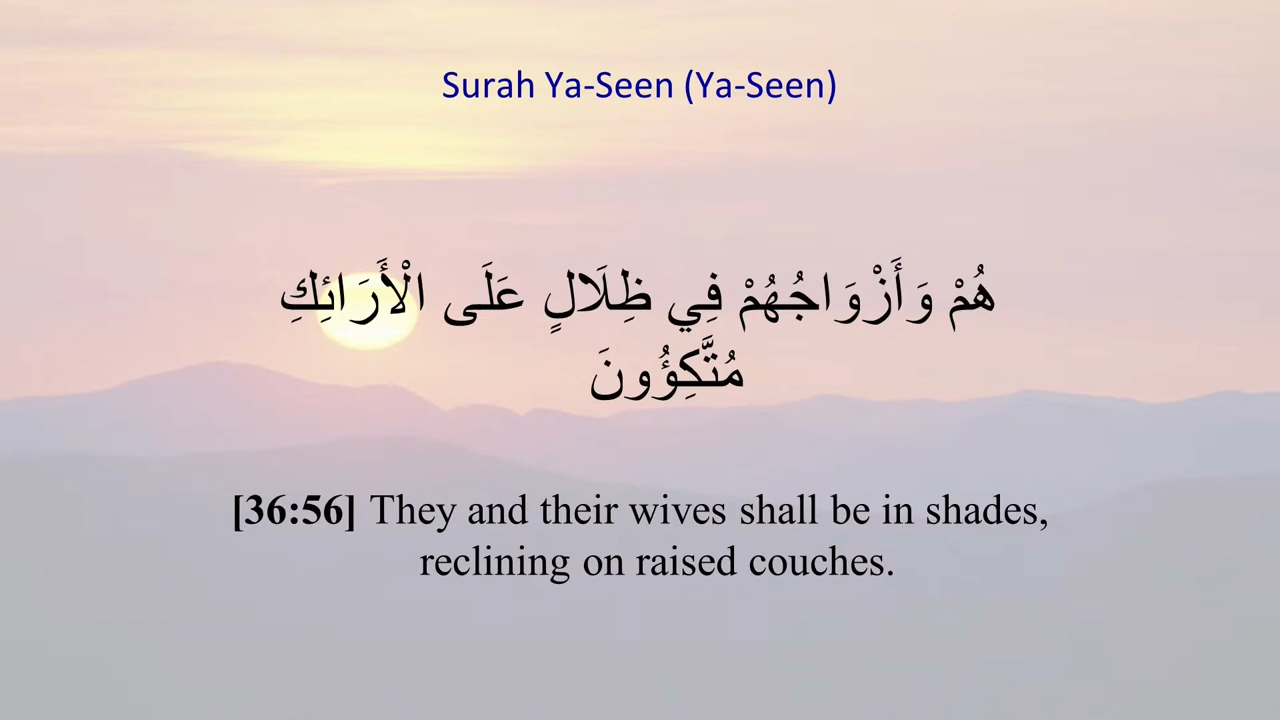 Surah Ya-Seen (Ya-Seen)
هُمْ وَأَزْوَاجُهُمْ فِي ظِلَالٍ عَلَى الْأَرَائِكِ
مُتَّكِؤُونَ
[36:56] They and their wives shall be in shades,
reclining on raised couches.